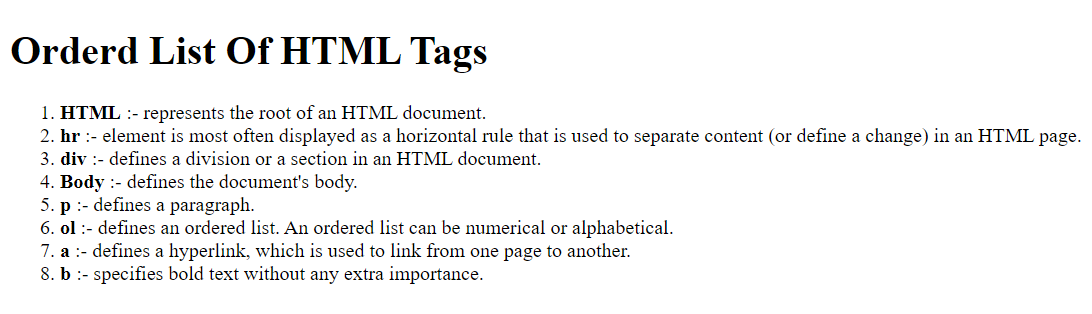 Orderd List Of HTML Tags
1. HTML :- represents the root of an HTML document.
2. hr :- element is most often displayed as a horizontal rule that is used to separate content (or define a change) in an HTML page.
3. div :- defines a division or a section in an HTML document.
4. Body :- defines the document's body.
5. p :- defines a paragraph.
6. ol :- defines an ordered list. An ordered list can be numerical or alphabetical.
7. a :- defines a hyperlink, which is used to link from one page to another.
8. b :- specifies bold text without any extra importance.